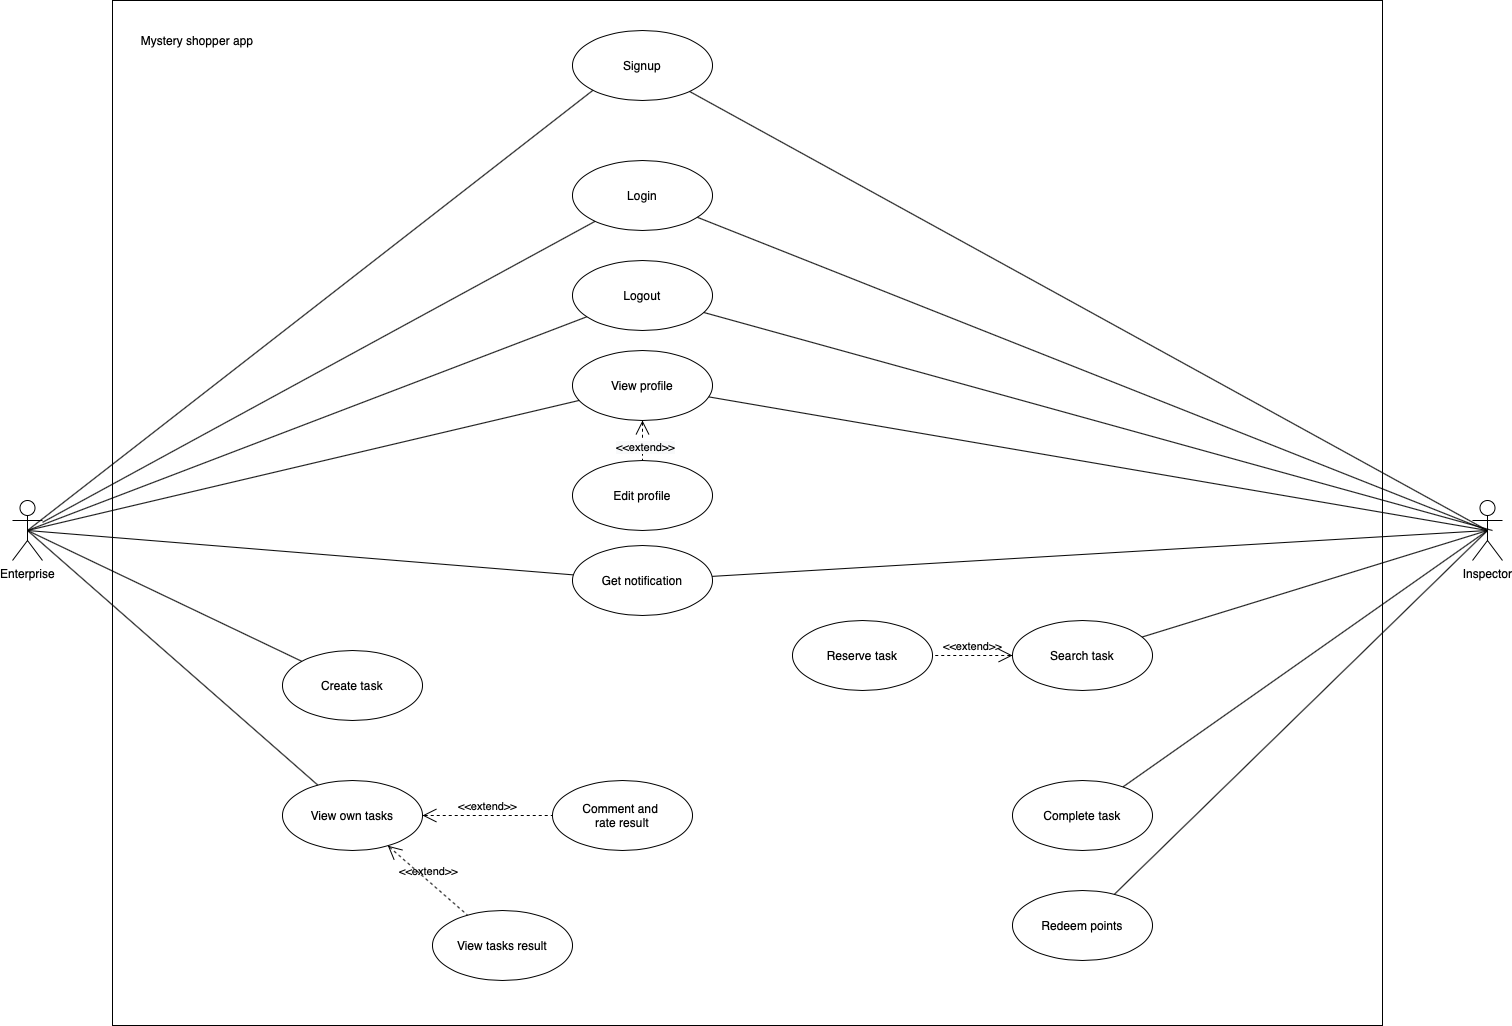 Mystery shopper app
Signup
Login
Logout
View profile
<<extend>>
Edit profile
Enterprise
Get notification
Inspector
Reserve task
<<extend>>
Search task
Create task
View own tasks
<<extend>>
Comment and
rate result
Complete task
<<extend>>
View tasks result
Redeem points